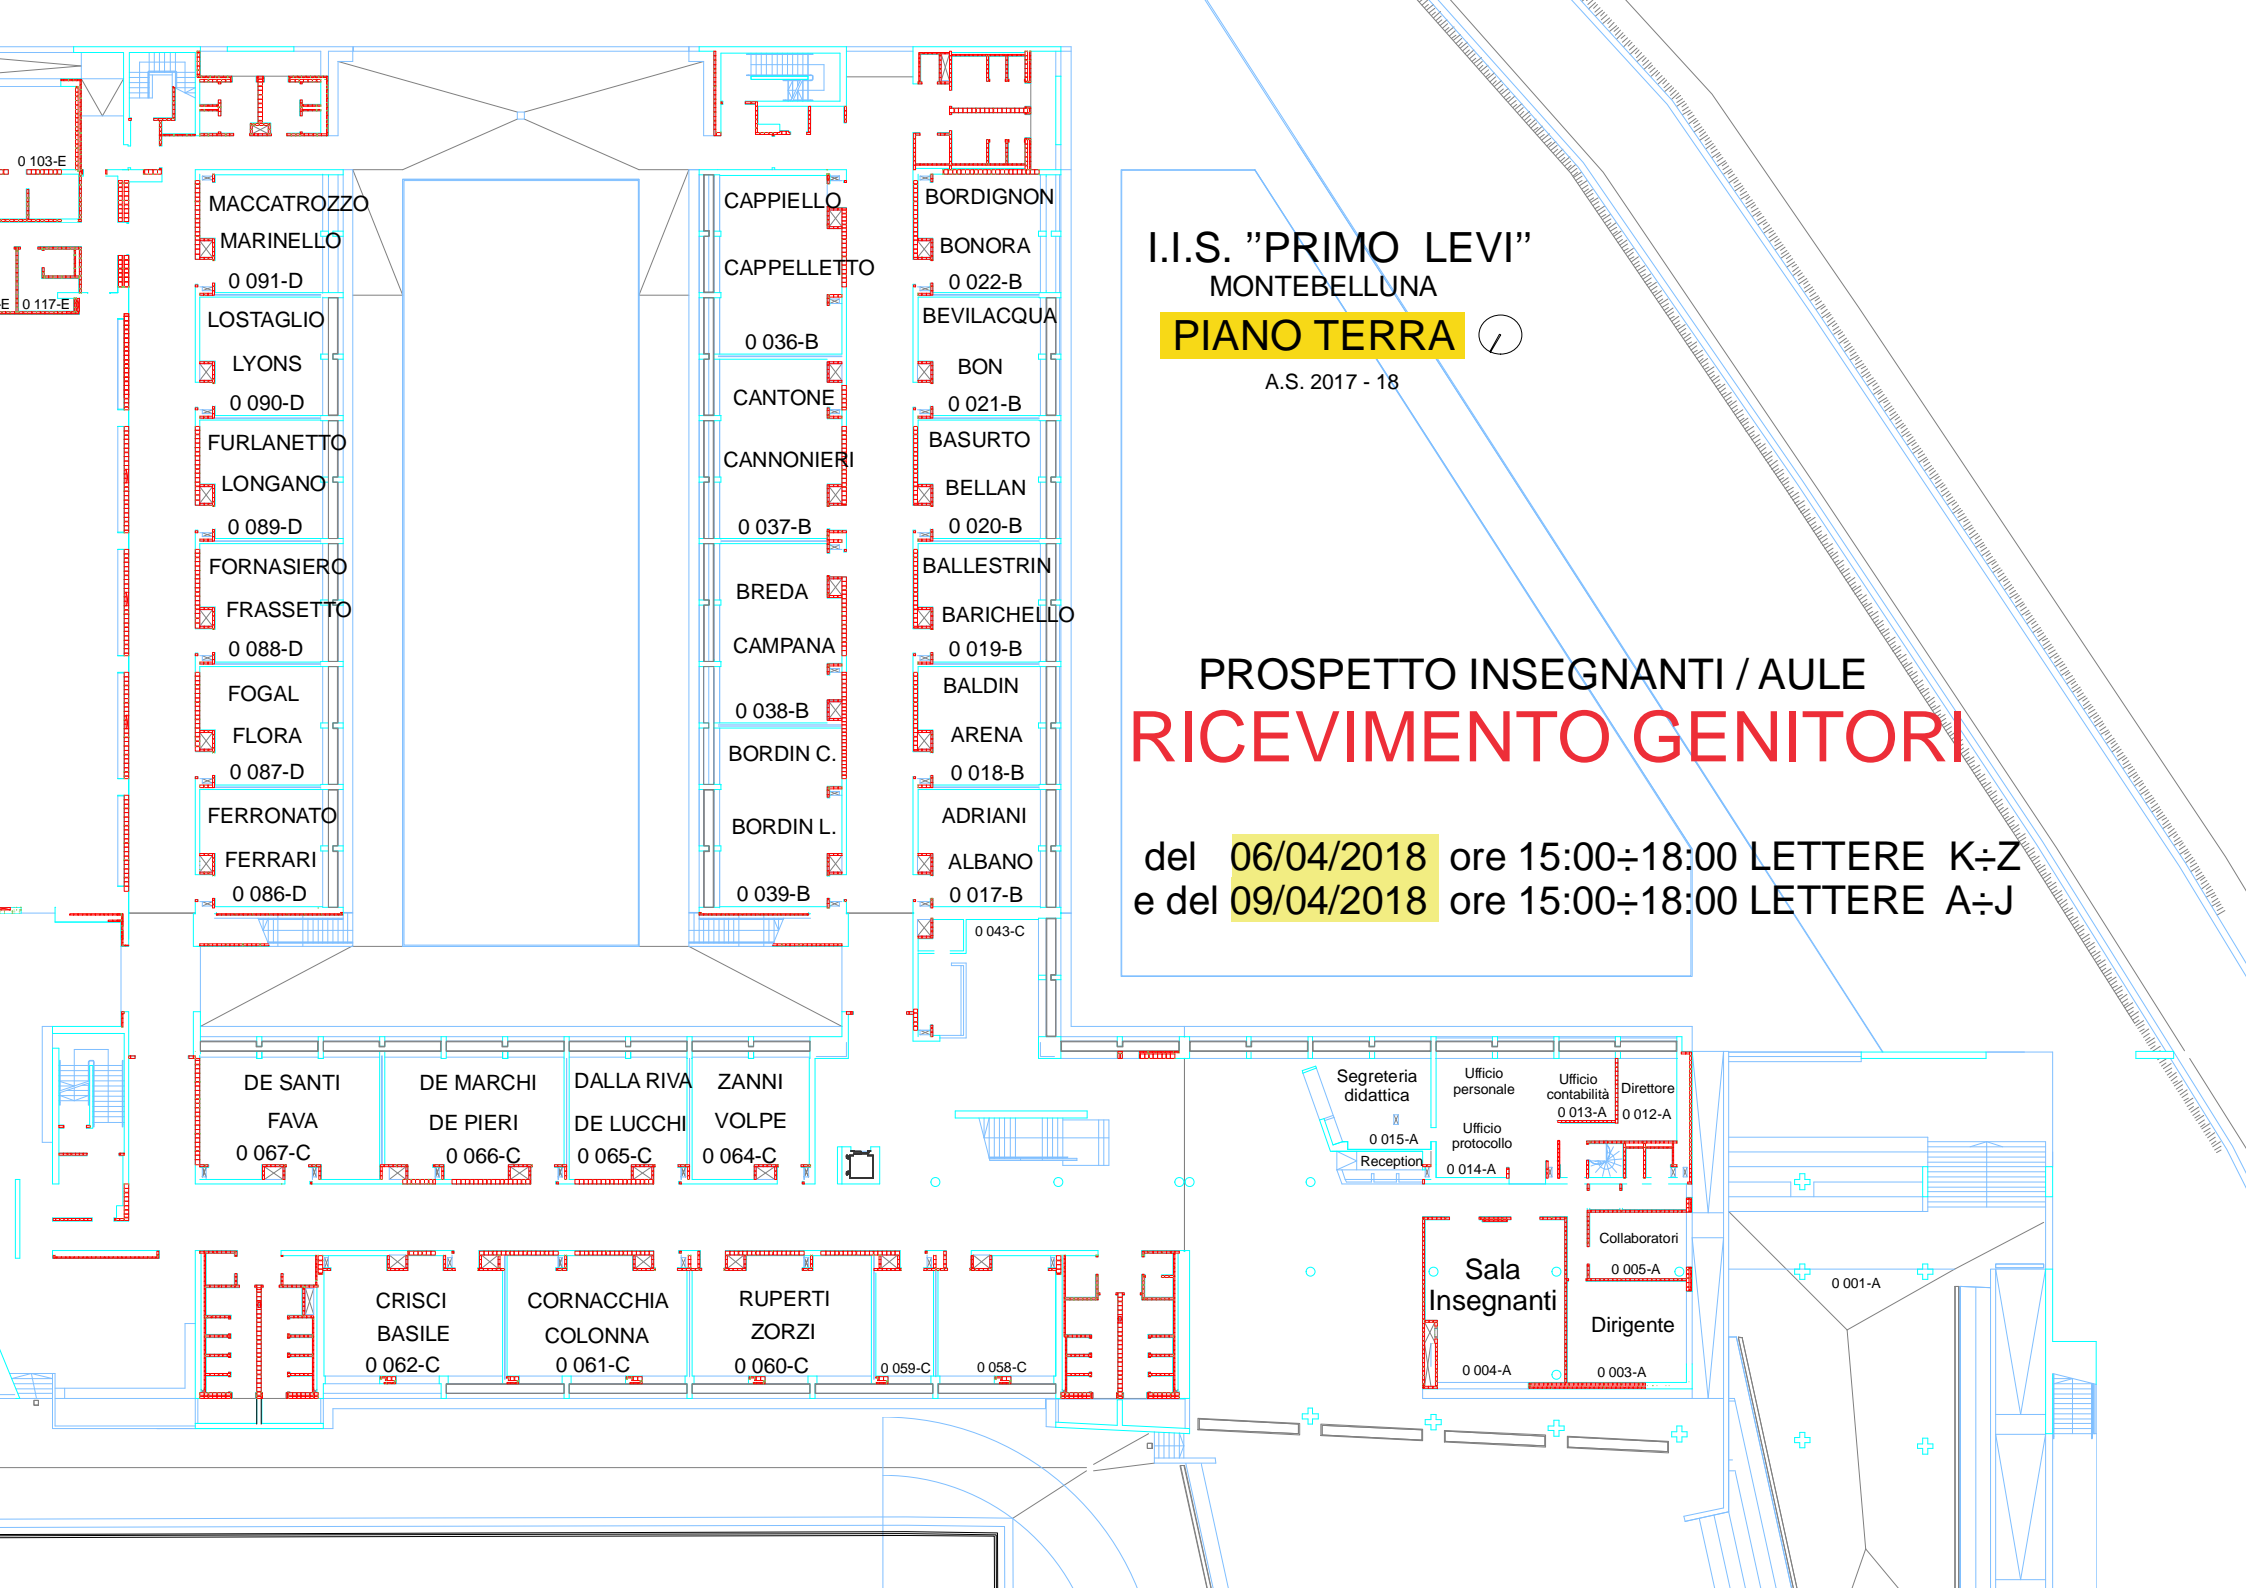 0 103-E
E
0 117-E
MACCATROZZO
MARINELLO
0 091-D
LOSTAGLIO
LYONS
0 090-D
FURLANETTO
LONGANO
0 089-D
FORNASIERO
FRASSETTO
0 088-D
FOGAL
FLORA
0 087-D
FERRONATO
FERRARI
0 086-D
CAPPIELLO
CAPPELLETTO
0 036-B
CANTONE
CANNONIERI
0 037-B
BREDA
CAMPANA
0 038-B
BORDIN C.
BORDIN L.
0 039-B
BORDIGNON
BONORA
0 022-B
BEVILACQUA
BON
0 021-B
BASURTO
BELLAN
0 020-B
BALLESTRIN
BARICHELLO
0 019-B
BALDIN
ARENA
0 018-B
ADRIANI
ALBANO
0 017-B
0 043-C
I.I.S. ”PRIMO LEVI”
MONTEBELLUNA
PIANO TERRA
A.S. 2017 - 18
PROSPETTO INSEGNANTI / AULE
RICEVIMENTO GENITORI
del 06/04/2018 ore 15:00÷18:00 LETTERE K÷Z
e del 09/04/2018 ore 15:00÷18:00 LETTERE A÷J
DE SANTI
FAVA
0 067-C
DE MARCHI
DE PIERI
0 066-C
DALLA RIVA
DE LUCCHI
0 065-C
ZANNI
VOLPE
0 064-C
Segreteria
didattica
0 015-A
Reception
Ufficio
personale
Ufficio
protocollo
0 014-A
Ufficio
contabilità
0 013-A
Direttore
0 012-A
CRISCI
BASILE
0 062-C
CORNACCHIA
COLONNA
0 061-C
RUPERTI
ZORZI
0 060-C
0 059-C
0 058-C
Sala
Insegnanti
0 004-A
Collaboratori
0 005-A
Dirigente
0 003-A
0 001-A